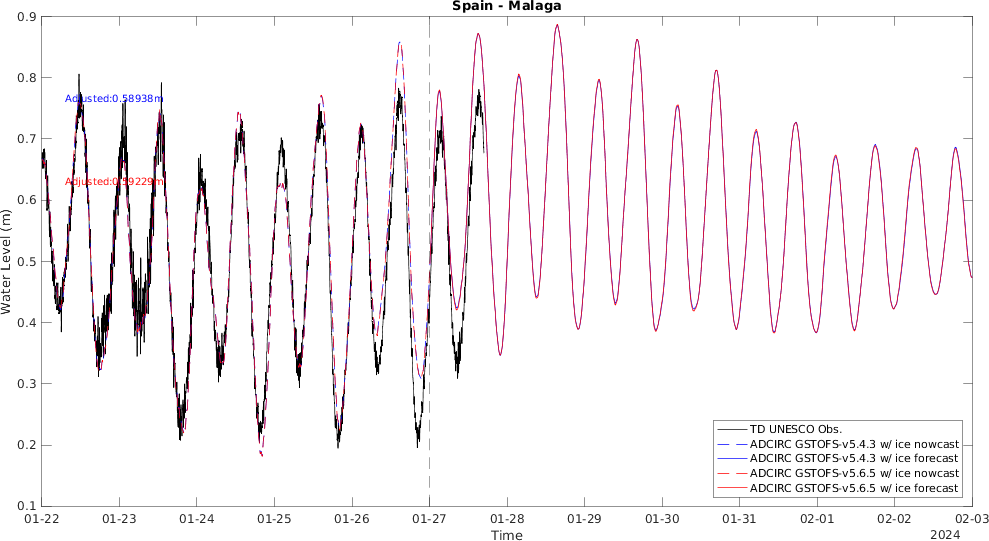 Spain - Malaga
0.9
0.8
0.7
0.6
0.5
0.4
0.3
0.2
0.1
Water Level (m)
Adjusted:0.58938m
Adjusted:0.59229m
TD UNESCO Obs.
ADCIRC GSTOFS-v5.4.3 w/ ice nowcast
ADCIRC GSTOFS-v5.4.3 w/ ice forecast
ADCIRC GSTOFS-v5.6.5 w/ ice nowcast
ADCIRC GSTOFS-v5.6.5 w/ ice forecast
01-22 01-23 01-24 01-25 01-26 01-27 01-28 01-29 01-30 01-31 02-01 02-02 02-03
Time
2024